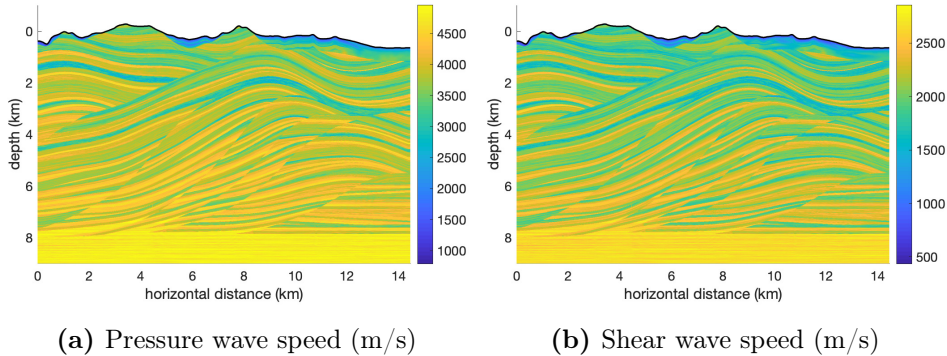 0
2
4
6
8
depth (km)
0 2 4 6 8 10 12 14
horizontal distance (km)
4500
4000
3500
3000
2500
2000
1500
1000
(a) Pressure wave speed (m/s)
0
2
4
6
8
depth (km)
0 2 4 6 8 10 12 14
horizontal distance (km)
2500
2000
1500
1000
500
(b) Shear wave speed (m/s)